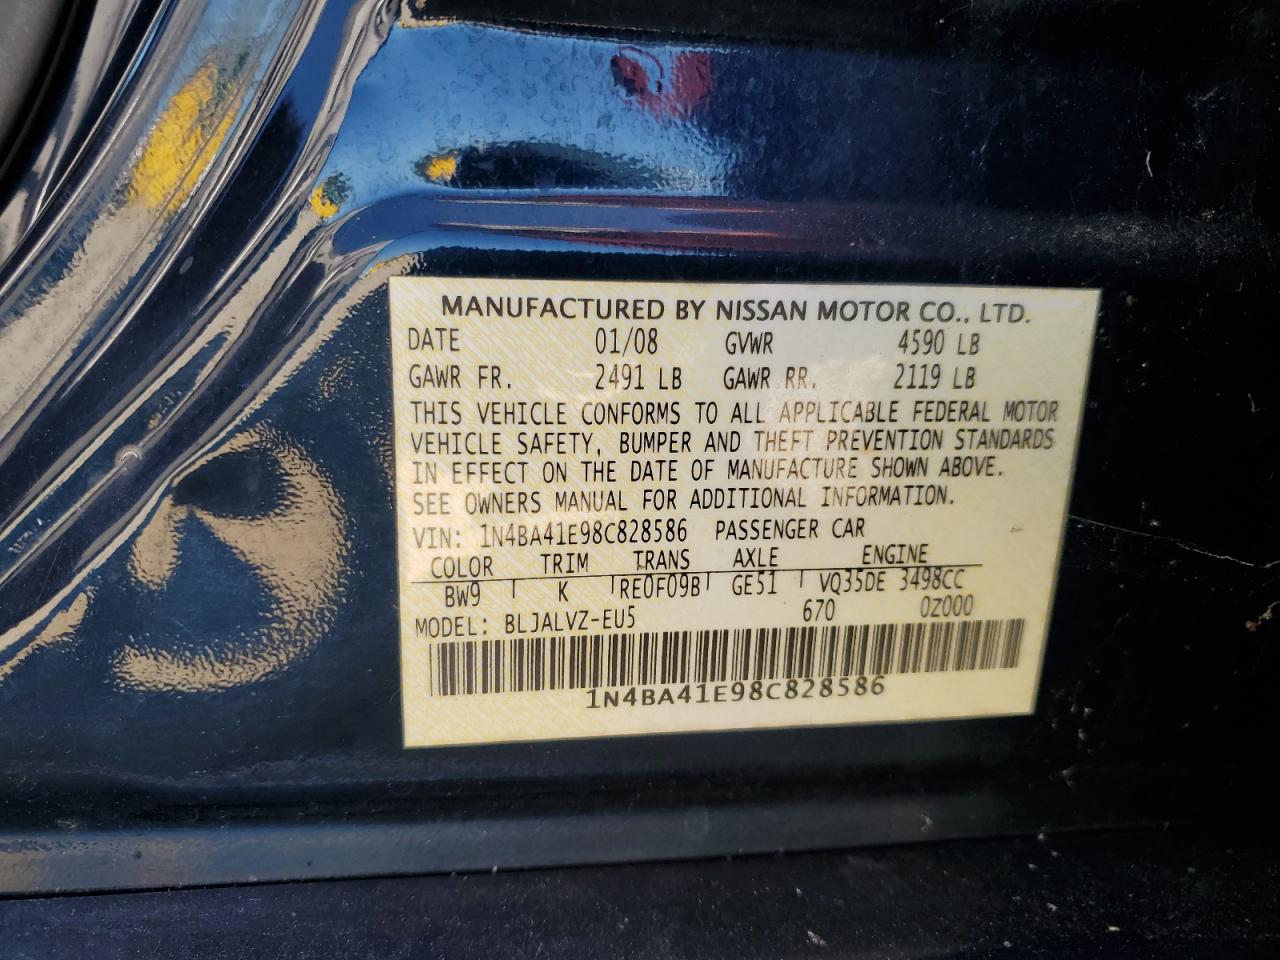 MANUFACTURED BY NISSAN MOTOR CO., LTD.
DATE 01/08 GVWR 4590 LB
GAWR FR. 2491 LB GAWR RR. 2119 LB
THIS VEHICLE CONFORMS TO ALL APPLICABLE FEDERAL MOTOR
VEHICLE SAFETY, BUMPER AND THEFT PREVENTION STANDARDS
IN EFFECT ON THE DATE OF MANUFACTURE SHOWN ABOVE.
SEE OWNERS MANUAL FOR ADDITIONAL INFORMATION.
VIN: 1N4BA41E98C828586 PASSENGER CAR
COLOR TRIM TRANS AXLE ENGINE
BW9 K RE0F09B GE51 VQ35DE 3498CC
MODEL: BLJALVZ-EU5 670 0Z000
1N4BA41E98C828586